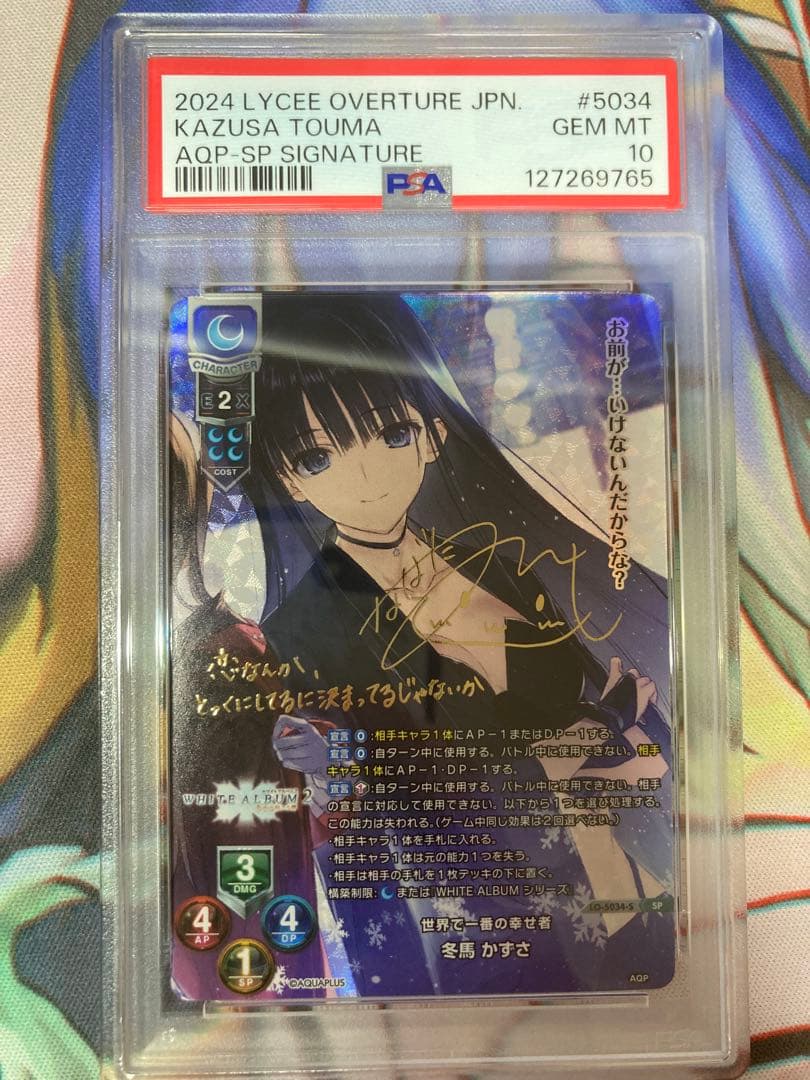 2024 LYCEE OVERTURE JPN. #5034
KAZUSA TOUMA GEM MT
AQP-SP SIGNATURE 10
PSA 127269765
お前が…いけないんだからな?
CHARACTER
E 2 X
COST
恋なんか、
とっくにしてるに決まってるじゃないか
宣言 0:相手キャラ1体にAP-1またはDP-1する。
宣言 0:自ターン中に使用する。バトル中に使用できない。相手
キャラ1体にAP-1・DP-1する。
宣言 :自ターン中に使用する。バトル中に使用できない。相手
の宣言に対応して使用できない。以下から1つを選び処理する。
この能力は失われる。(ゲーム中同じ効果は2回選べない。)
・相手キャラ1体を手札に入れる。
・相手キャラ1体は元の能力1つを失う。
・相手は相手の手札を1枚デッキの下に置く。
構築制限:または[WHITE ALBUM シリーズ]
WHITE ALBUM 2
3
DMG
4
AP
4
DP
1
SP
LO-5034-S SP
世界で一番の幸せ者
冬馬 かずさ
©AQUAPLUS
AQP